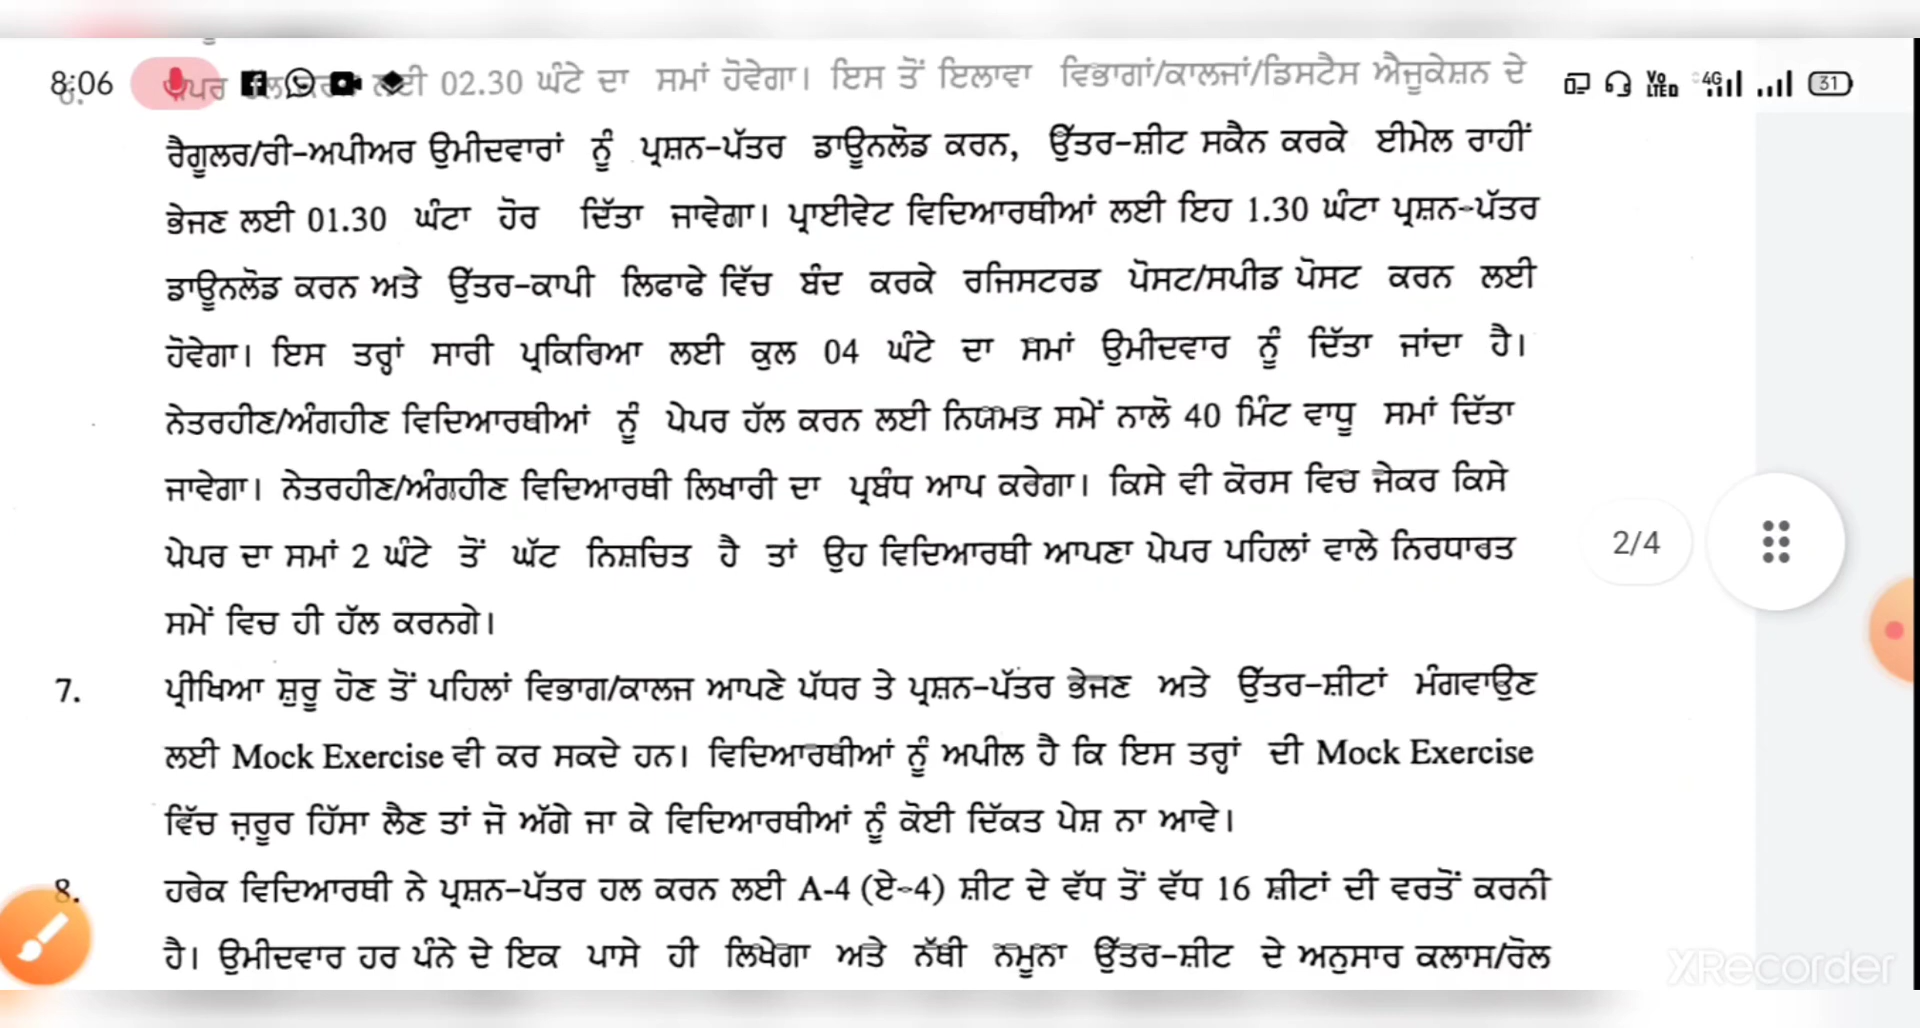 8:06 31
ਲਈ 02.30 ਘੰਟੇ ਦਾ ਸਮਾਂ ਹੋਵੇਗਾ। ਇਸ ਤੋਂ ਇਲਾਵਾ ਵਿਭਾਗਾਂ/ਕਾਲਜਾਂ/ਡਿਸਟੈਂਸ ਐਜੂਕੇਸ਼ਨ ਦੇ
ਰੈਗੂਲਰ/ਰੀ-ਅਪੀਅਰ ਉਮੀਦਵਾਰਾਂ ਨੂੰ ਪ੍ਰਸ਼ਨ-ਪੱਤਰ ਡਾਊਨਲੋਡ ਕਰਨ, ਉੱਤਰ-ਸ਼ੀਟ ਸਕੈਨ ਕਰਕੇ ਈਮੇਲ ਰਾਹੀਂ
ਭੇਜਣ ਲਈ 01.30 ਘੰਟਾ ਹੋਰ ਦਿੱਤਾ ਜਾਵੇਗਾ। ਪ੍ਰਾਈਵੇਟ ਵਿਦਿਆਰਥੀਆਂ ਲਈ ਇਹ 1.30 ਘੰਟਾ ਪ੍ਰਸ਼ਨ-ਪੱਤਰ
ਡਾਊਨਲੋਡ ਕਰਨ ਅਤੇ ਉੱਤਰ-ਕਾਪੀ ਲਿਫਾਫੇ ਵਿੱਚ ਬੰਦ ਕਰਕੇ ਰਜਿਸਟਰਡ ਪੋਸਟ/ਸਪੀਡ ਪੋਸਟ ਕਰਨ ਲਈ
ਹੋਵੇਗਾ। ਇਸ ਤਰ੍ਹਾਂ ਸਾਰੀ ਪ੍ਰਕਿਰਿਆ ਲਈ ਕੁਲ 04 ਘੰਟੇ ਦਾ ਸਮਾਂ ਉਮੀਦਵਾਰ ਨੂੰ ਦਿੱਤਾ ਜਾਂਦਾ ਹੈ।
ਨੇਤਰਹੀਣ/ਅੰਗਹੀਣ ਵਿਦਿਆਰਥੀਆਂ ਨੂੰ ਪੇਪਰ ਹੱਲ ਕਰਨ ਲਈ ਨਿਯਮਤ ਸਮੇਂ ਨਾਲੋ 40 ਮਿੰਟ ਵਾਧੂ ਸਮਾਂ ਦਿੱਤਾ
ਜਾਵੇਗਾ। ਨੇਤਰਹੀਣ/ਅੰਗਹੀਣ ਵਿਦਿਆਰਥੀ ਲਿਖਾਰੀ ਦਾ ਪ੍ਰਬੰਧ ਆਪ ਕਰੇਗਾ। ਕਿਸੇ ਵੀ ਕੋਰਸ ਵਿਚ ਜੇਕਰ ਕਿਸੇ
ਪੇਪਰ ਦਾ ਸਮਾਂ 2 ਘੰਟੇ ਤੋਂ ਘੱਟ ਨਿਸ਼ਚਿਤ ਹੈ ਤਾਂ ਉਹ ਵਿਦਿਆਰਥੀ ਆਪਣਾ ਪੇਪਰ ਪਹਿਲਾਂ ਵਾਲੇ ਨਿਰਧਾਰਤ
2/4
ਸਮੇਂ ਵਿਚ ਹੀ ਹੱਲ ਕਰਨਗੇ।
7. ਪ੍ਰੀਖਿਆ ਸ਼ੁਰੂ ਹੋਣ ਤੋਂ ਪਹਿਲਾਂ ਵਿਭਾਗ/ਕਾਲਜ ਆਪਣੇ ਪੱਧਰ ਤੇ ਪ੍ਰਸ਼ਨ-ਪੱਤਰ ਭੇਜਣ ਅਤੇ ਉੱਤਰ-ਸ਼ੀਟਾਂ ਮੰਗਵਾਉਣ
ਲਈ Mock Exercise ਵੀ ਕਰ ਸਕਦੇ ਹਨ। ਵਿਦਿਆਰਥੀਆਂ ਨੂੰ ਅਪੀਲ ਹੈ ਕਿ ਇਸ ਤਰ੍ਹਾਂ ਦੀ Mock Exercise
ਵਿੱਚ ਜ਼ਰੂਰ ਹਿੱਸਾ ਲੈਣ ਤਾਂ ਜੋ ਅੱਗੇ ਜਾ ਕੇ ਵਿਦਿਆਰਥੀਆਂ ਨੂੰ ਕੋਈ ਦਿੱਕਤ ਪੇਸ਼ ਨਾ ਆਵੇ।
8. ਹਰੇਕ ਵਿਦਿਆਰਥੀ ਨੇ ਪ੍ਰਸ਼ਨ-ਪੱਤਰ ਹਲ ਕਰਨ ਲਈ A-4 (ਏ-4) ਸ਼ੀਟ ਦੇ ਵੱਧ ਤੋਂ ਵੱਧ 16 ਸ਼ੀਟਾਂ ਦੀ ਵਰਤੋਂ ਕਰਨੀ
ਹੈ। ਉਮੀਦਵਾਰ ਹਰ ਪੰਨੇ ਦੇ ਇਕ ਪਾਸੇ ਹੀ ਲਿਖੇਗਾ ਅਤੇ ਨੱਥੀ ਨਮੂਨਾ ਉੱਤਰ-ਸ਼ੀਟ ਦੇ ਅਨੁਸਾਰ ਕਲਾਸ/ਰੋਲ
XRecorder